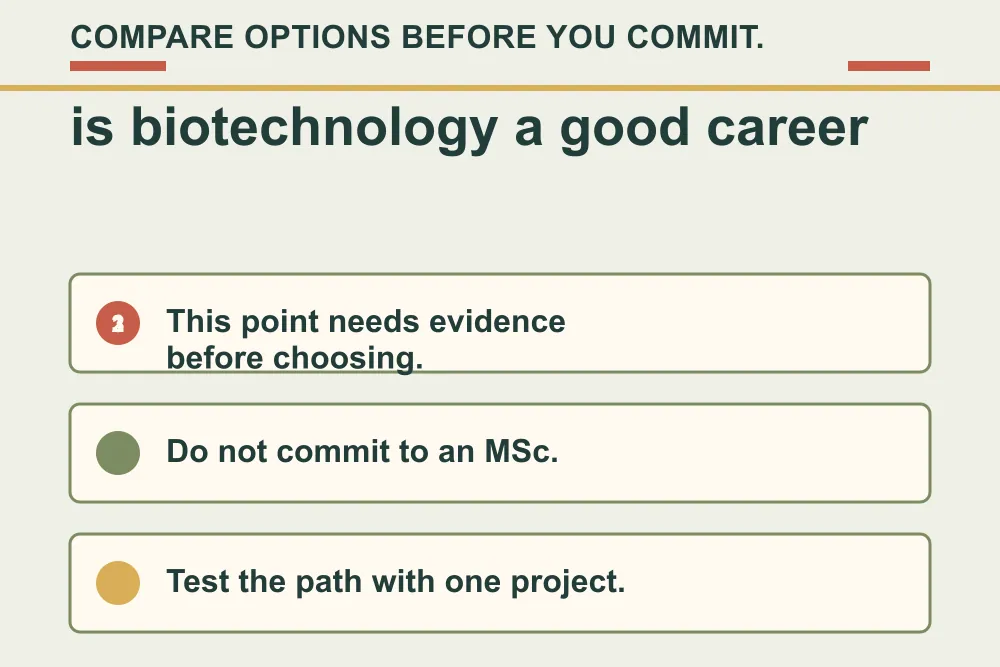 COMPARE OPTIONS BEFORE YOU COMMIT.
is biotechnology a good career
This point needs evidence
before choosing.
Do not commit to an MSc.
Test the path with one project.